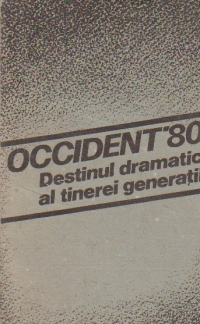 OCCIDENT'80
Destinul dramatic
al tinerei generații